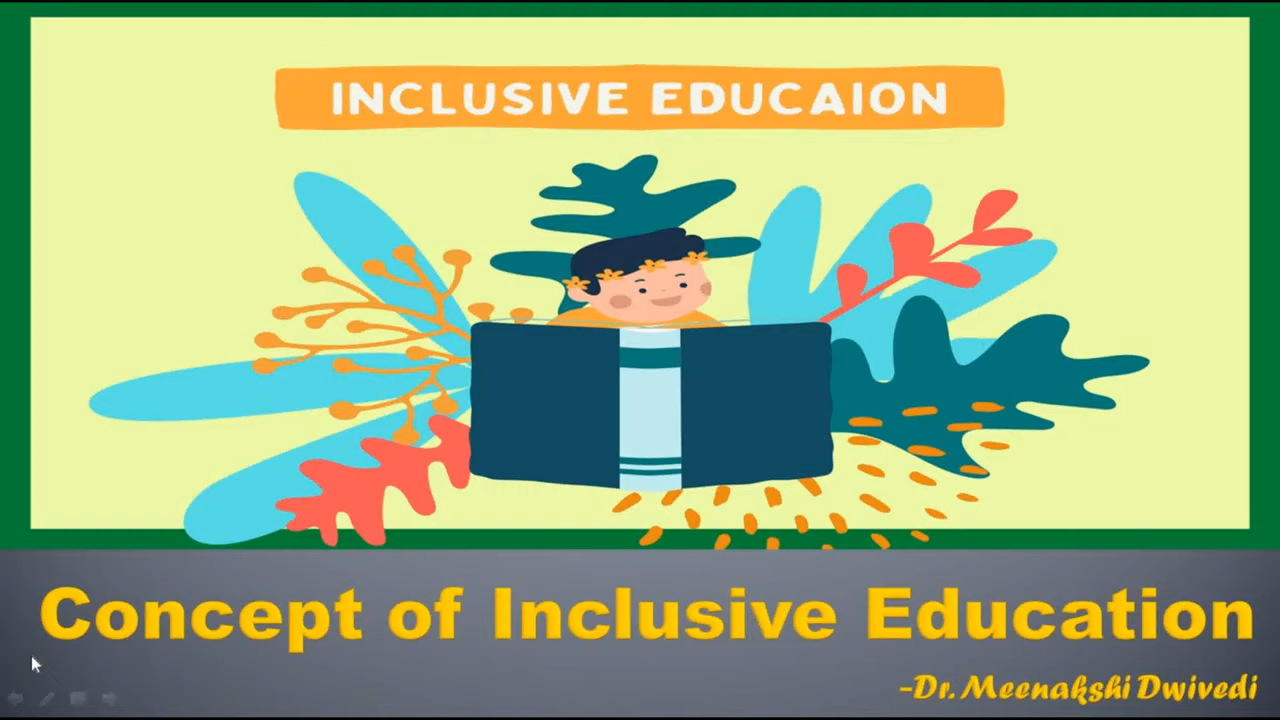 INCLUSIVE EDUCAION
Concept of Inclusive Education
-Dr. Meenakshi Dwivedi